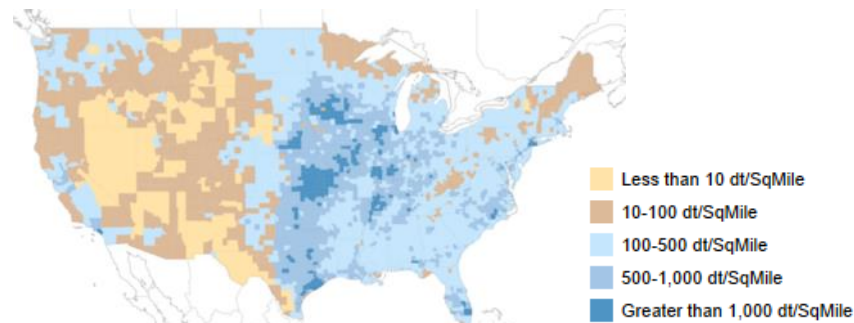 Less than 10 dt/SqMile
10-100 dt/SqMile
100-500 dt/SqMile
500-1,000 dt/SqMile
Greater than 1,000 dt/SqMile